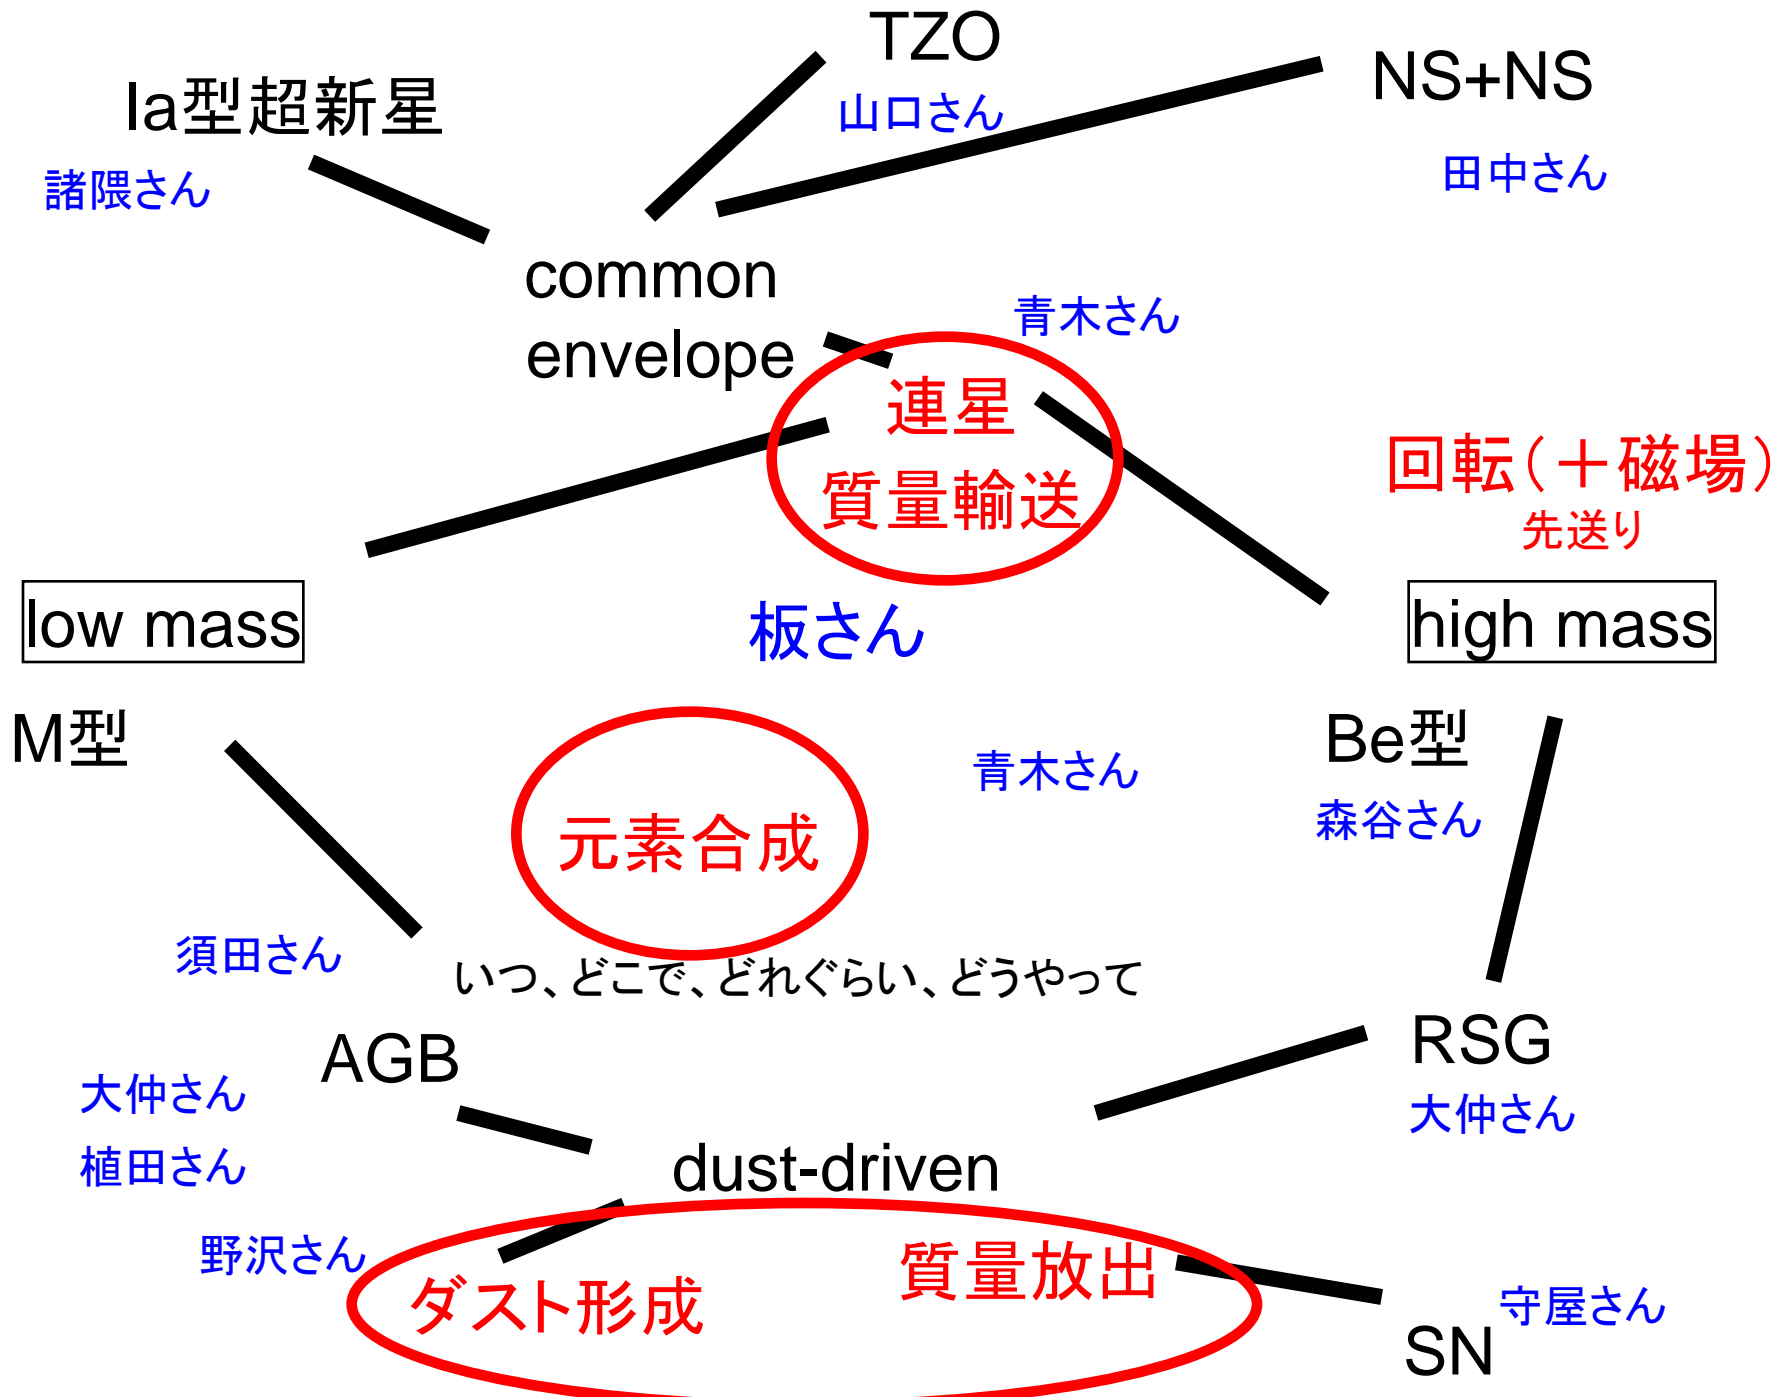 TZO
NS+NS
Ia型超新星
山口さん
田中さん
諸隈さん
common
envelope
青木さん
連星
質量輸送
回転(＋磁場)
先送り
low mass
板さん
high mass
M型
Be型
青木さん
森谷さん
元素合成
須田さん
いつ、どこで、どれぐらい、どうやって
AGB
RSG
大仲さん
大仲さん
植田さん
dust-driven
野沢さん
質量放出
ダスト形成
守屋さん
SN